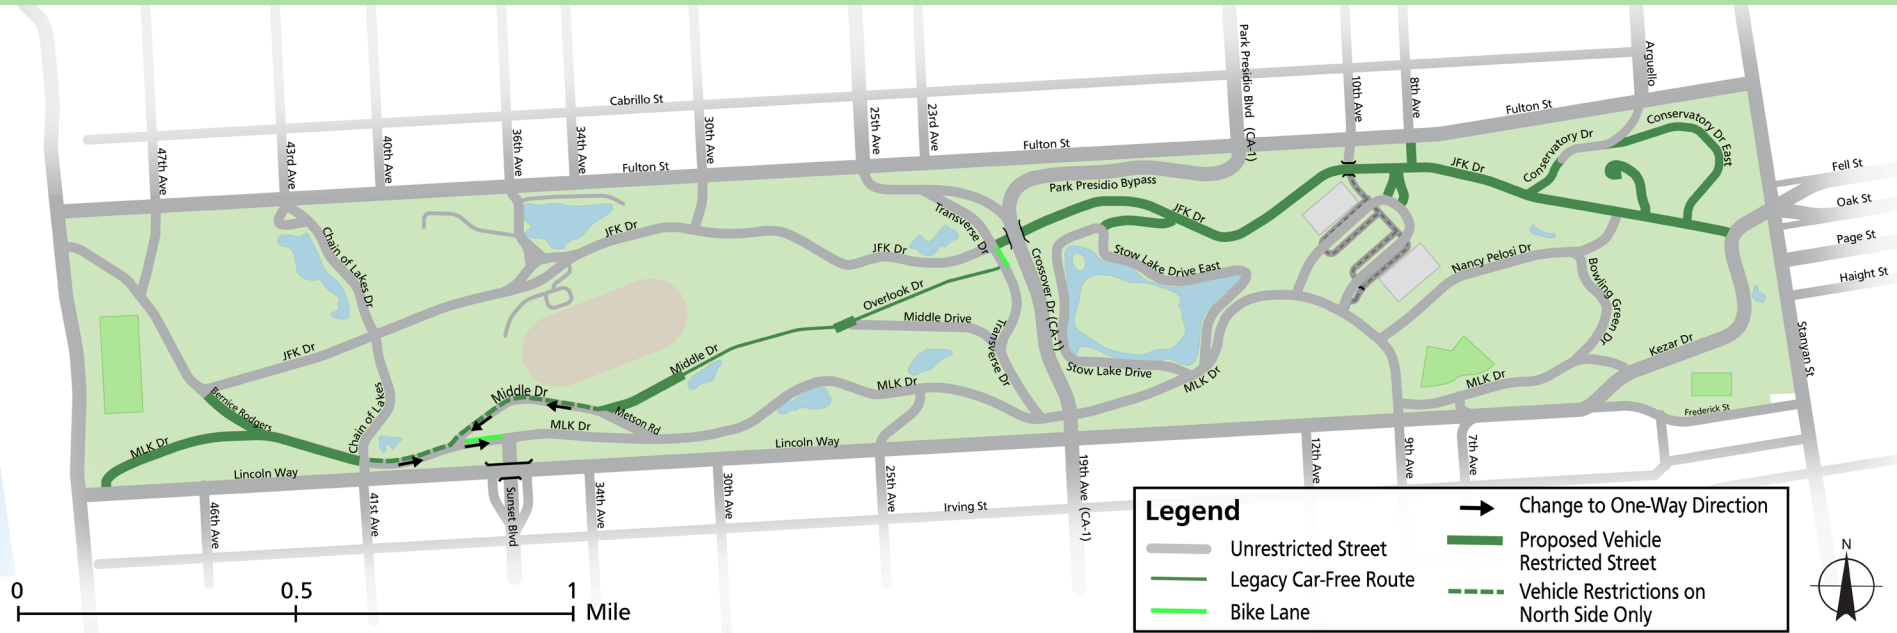 Cabrillo St
Park Presidio Blvd (CA-1)
Arguello
47th Ave
43rd Ave
40th Ave
36th Ave
34th Ave
30th Ave
25th Ave
23rd Ave
10th Ave
8th Ave
Fulton St
Fulton St
Fulton St
Conservatory Dr
Conservatory Dr East
Fell St
Oak St
Page St
Haight St
Park Presidio Bypass
JFK Dr
JFK Dr
JFK Dr
JFK Dr
JFK Dr
Chain of Lakes Dr
Transverse Dr
Crossover Dr (CA-1)
Stow Lake Drive East
Nancy Pelosi Dr
Bowling Green Dr
Overlook Dr
Middle Drive
Transverse Dr
Stow Lake Drive
Kezar Dr
Stanyan St
Middle Dr
Middle Dr
Bernice Rodgers
Chain of Lakes
MLK Dr
MLK Dr
MLK Dr
MLK Dr
MLK Dr
Metson Rd
Frederick St
Lincoln Way
Lincoln Way
46th Ave
41st Ave
Sunset Blvd
34th Ave
30th Ave
25th Ave
19th Ave (CA-1)
12th Ave
9th Ave
7th Ave
Irving St
0
0.5
1
Mile
Legend
Unrestricted Street
Legacy Car-Free Route
Bike Lane
Change to One-Way Direction
Proposed Vehicle
Restricted Street
Vehicle Restrictions on
North Side Only
N